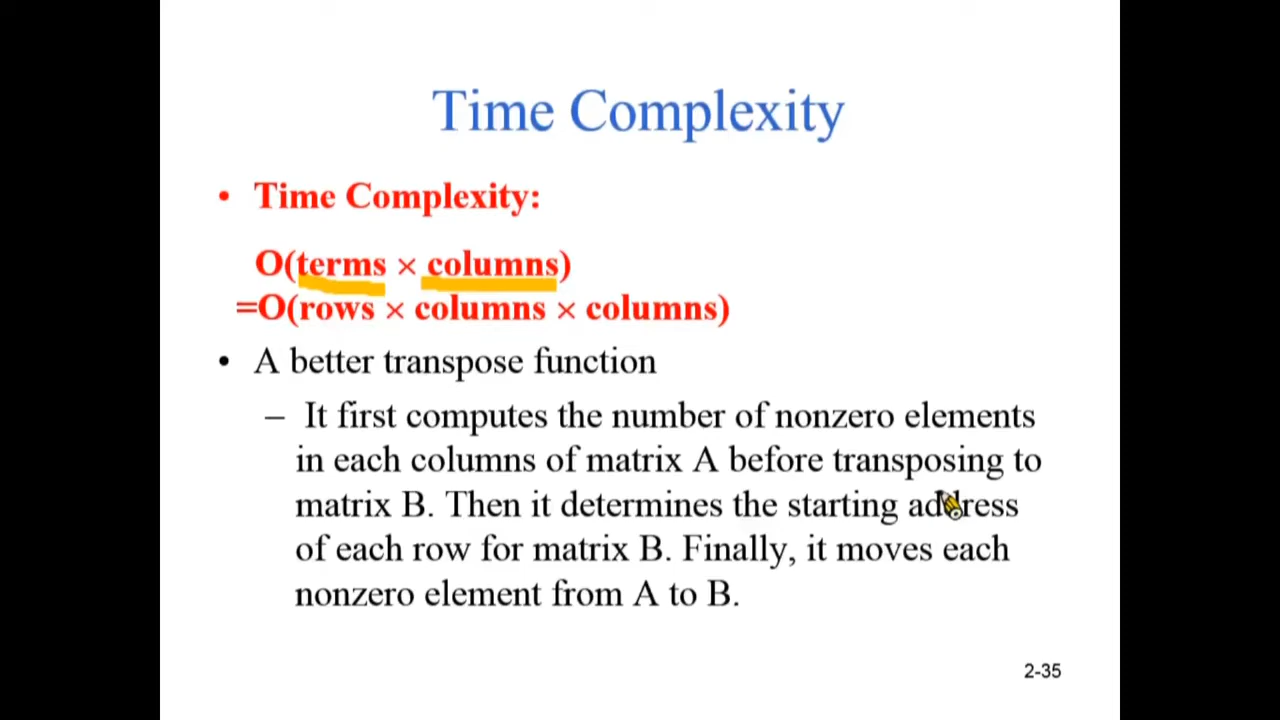 Time Complexity
• Time Complexity:
O(terms × columns)
=O(rows × columns × columns)
• A better transpose function
– It first computes the number of nonzero elements
in each columns of matrix A before transposing to
matrix B. Then it determines the starting address
of each row for matrix B. Finally, it moves each
nonzero element from A to B.
2-35